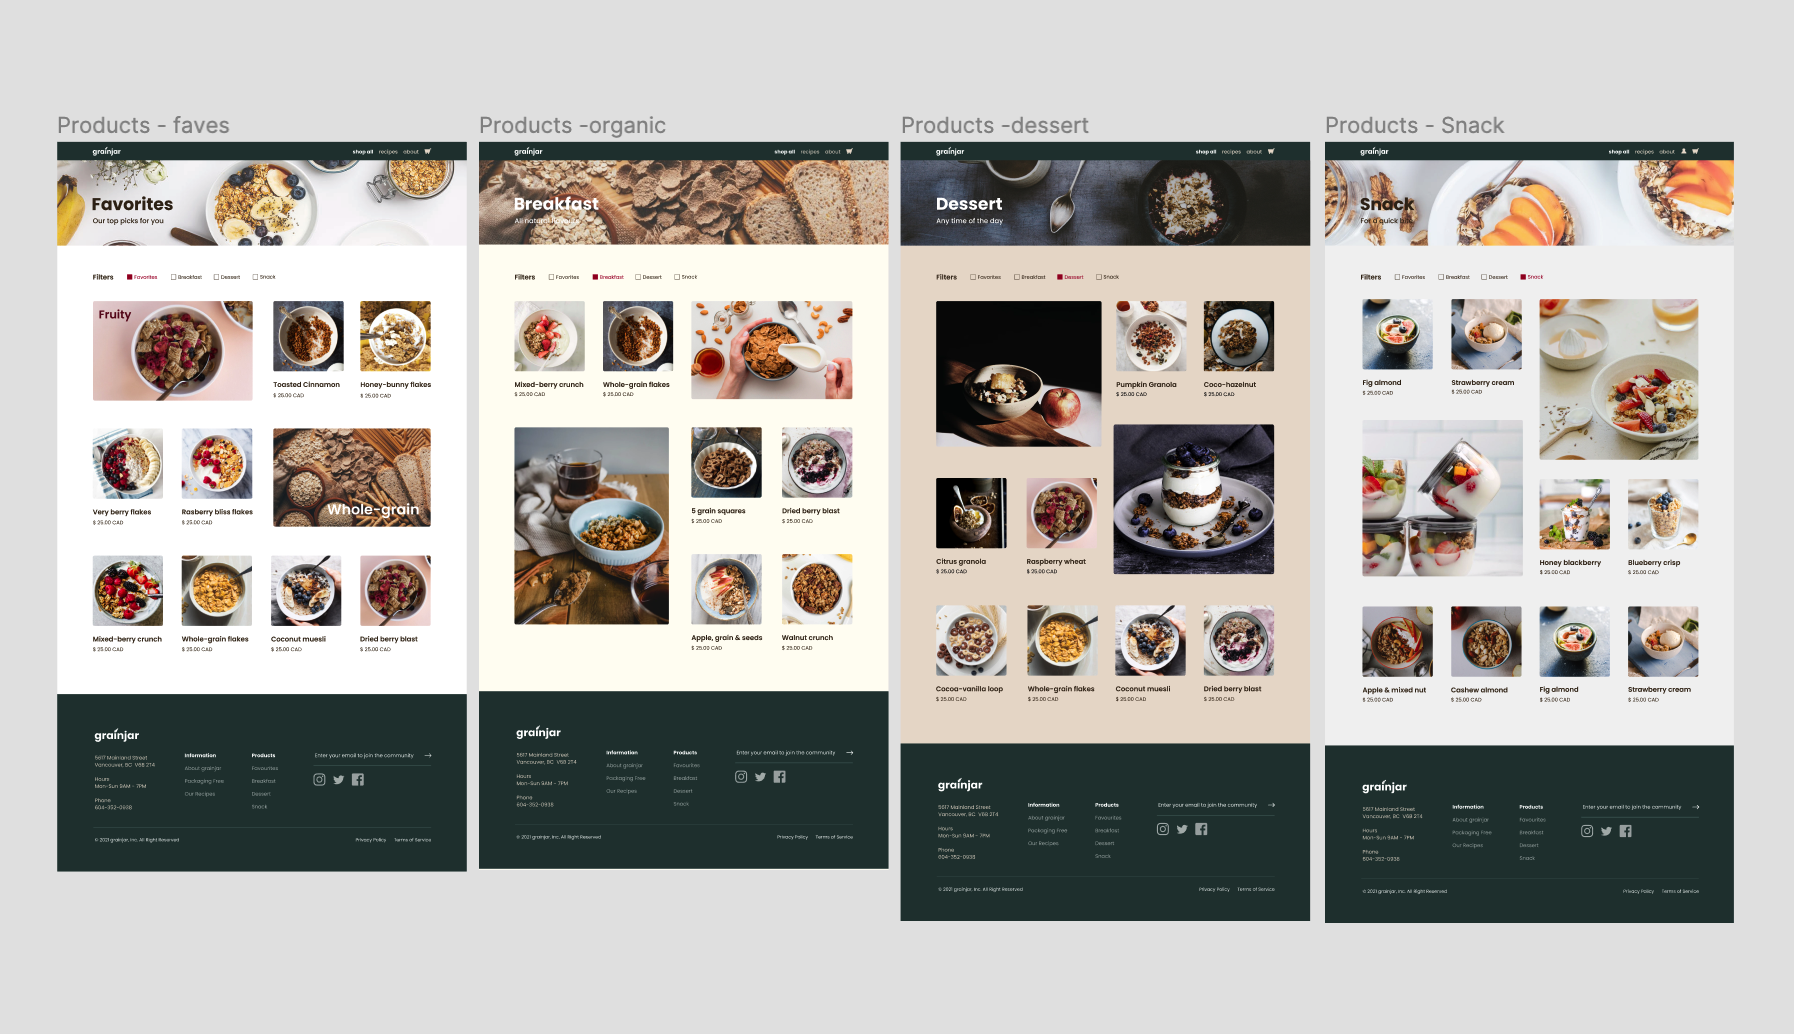 Products - faves
grainjar
shop all recipes about
Favorites
Our top picks for you
Filters Favorites Breakfast Dessert Snack
Fruity
Toasted Cinnamon Honey-bunny flakes
$ 25.00 CAD $ 25.00 CAD
Very berry flakes Rasberry bliss flakes
$ 25.00 CAD $ 25.00 CAD
Whole-grain
Mixed-berry crunch Whole-grain flakes Coconut muesli Dried berry blast
$ 25.00 CAD $ 25.00 CAD $ 25.00 CAD $ 25.00 CAD
grainjar
5617 Mainland Street
Vancouver, BC V6B 2T4
Hours
Mon-Sun 9AM - 7PM
Phone
604-352-0938
Information
About grainjar
Packaging Free
Our Recipes
Products
Favourites
Breakfast
Dessert
Snack
Enter your email to join the community →
© 2021 grainjar, Inc. All Right Reserved
Privacy Policy Terms of Service
Products -organic
grainjar
shop all recipes about
Breakfast
All natural flavours
Filters Favorites Breakfast Dessert Snack
Mixed-berry crunch Whole-grain flakes
$ 25.00 CAD $ 25.00 CAD
5 grain squares Dried berry blast
$ 25.00 CAD $ 25.00 CAD
Apple, grain & seeds Walnut crunch
$ 25.00 CAD $ 25.00 CAD
grainjar
5617 Mainland Street
Vancouver, BC V6B 2T4
Hours
Mon-Sun 9AM - 7PM
Phone
604-352-0938
Information
About grainjar
Packaging Free
Our Recipes
Products
Favourites
Breakfast
Dessert
Snack
Enter your email to join the community →
© 2021 grainjar, Inc. All Right Reserved
Privacy Policy Terms of Service
Products -dessert
grainjar
shop all recipes about
Dessert
Any time of the day
Filters Favorites Breakfast Dessert Snack
Pumpkin Granola Coco-hazelnut
$ 25.00 CAD $ 25.00 CAD
Citrus granola Raspberry wheat
$ 25.00 CAD $ 25.00 CAD
Cocoa-vanilla loop Whole-grain flakes Coconut muesli Dried berry blast
$ 25.00 CAD $ 25.00 CAD $ 25.00 CAD $ 25.00 CAD
grainjar
5617 Mainland Street
Vancouver, BC V6B 2T4
Hours
Mon-Sun 9AM - 7PM
Phone
604-352-0938
Information
About grainjar
Packaging Free
Our Recipes
Products
Favourites
Breakfast
Dessert
Snack
Enter your email to join the community →
© 2021 grainjar, Inc. All Right Reserved
Privacy Policy Terms of Service
Products - Snack
grainjar
shop all recipes about
Snack
For a quick
Filters Favorites Breakfast Dessert Snack
Fig almond Strawberry cream
$ 25.00 CAD $ 25.00 CAD
Honey blackberry Blueberry crisp
$ 25.00 CAD $ 25.00 CAD
Apple & mixed nut Cashew almond Fig almond Strawberry cream
$ 25.00 CAD $ 25.00 CAD $ 25.00 CAD $ 25.00 CAD
grainjar
5617 Mainland Street
Vancouver, BC V6B 2T4
Hours
Mon-Sun 9AM - 7PM
Phone
604-352-0938
Information
About grainjar
Packaging Free
Our Recipes
Products
Favourites
Breakfast
Dessert
Snack
Enter your email to join the community →
© 2021 grainjar, Inc. All Right Reserved
Privacy Policy Terms of Service